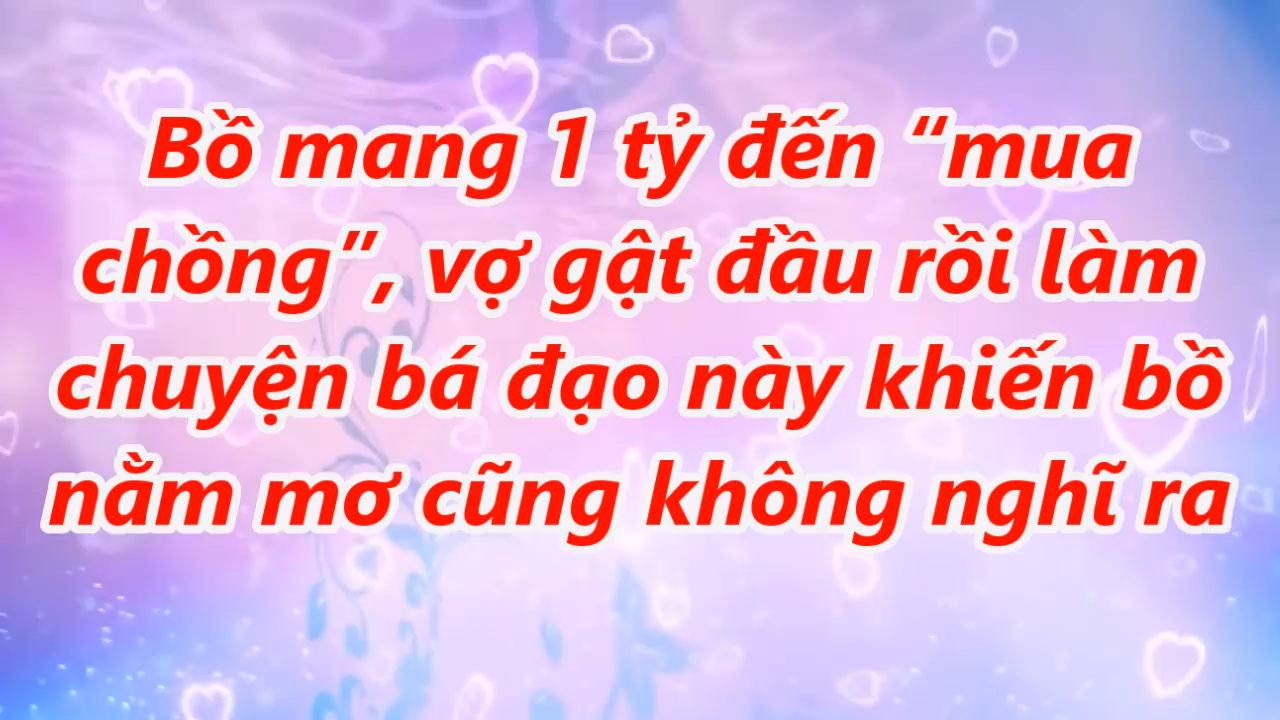 Bồ mang 1 tỷ đến “mua
chồng”, vợ gật đầu rồi làm
chuyện bá đạo này khiến bồ
nằm mơ cũng không nghĩ ra